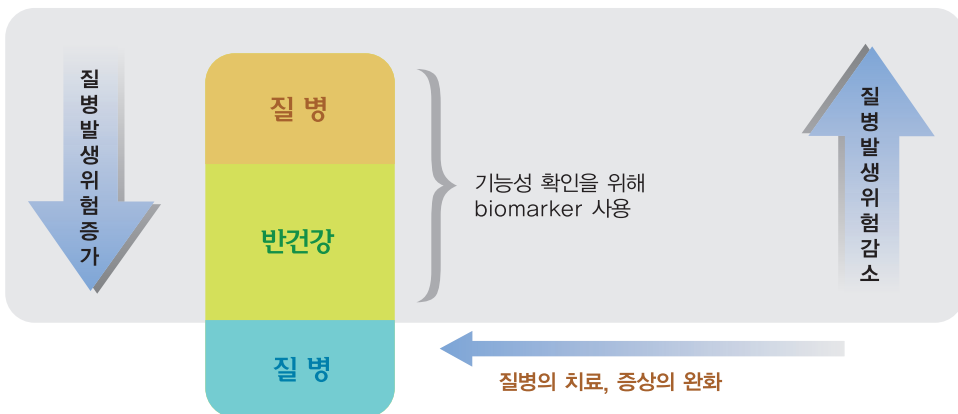 질병발생위험증가
질 병
반건강
질 병
기능성 확인을 위해
biomarker 사용
질병발생위험감소
질병의 치료, 증상의 완화